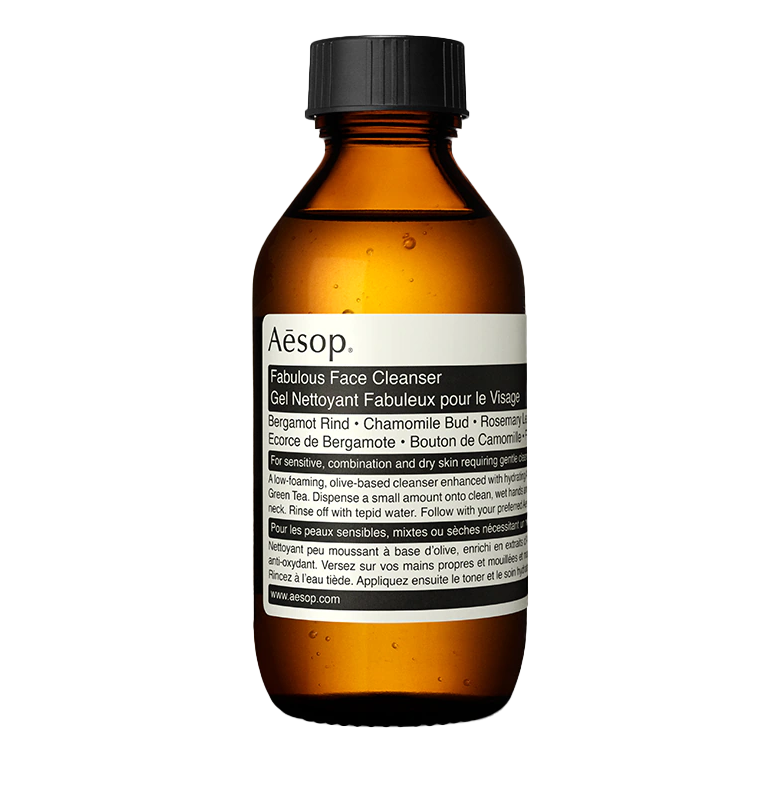 Aēsop®
Fabulous Face Cleanser
Gel Nettoyant Fabuleux pour le Visage
Bergamot Rind • Chamomile Bud • Rosemary
Ecorce de Bergamote • Bouton de Camomille •
For sensitive, combination and dry skin requiring gentle
A low-foaming, olive-based cleanser enhanced with hydrating
Green Tea. Dispense a small amount onto clean, wet hands
neck. Rinse off with tepid water. Follow with your preferred
Pour les peaux sensibles, mixtes ou sèches nécessitant un
Nettoyant peu moussant à base d'olive, enrichi en extraits
anti-oxydant. Versez sur vos mains propres et mouillées et
Rincez à l'eau tiède. Appliquez ensuite le toner et le soin
www.aesop.com